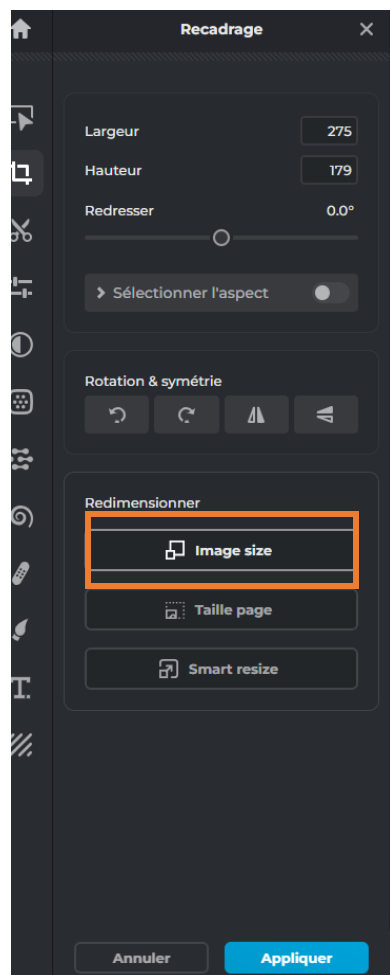 Recadrage
Largeur 275
Hauteur 179
Redresser 0.0°
Sélectionner l'aspect
Rotation & symétrie
Redimensionner
Image size
Taille page
Smart resize
T.
Annuler Appliquer